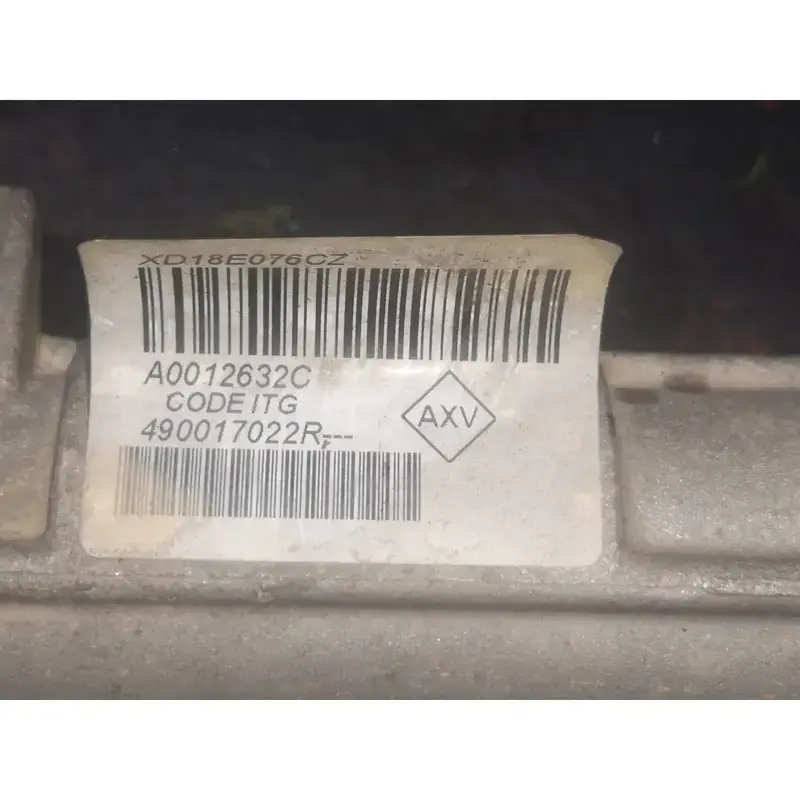 XD18E076CZ
A0012632C
CODE ITG
490017022R,---
AXV